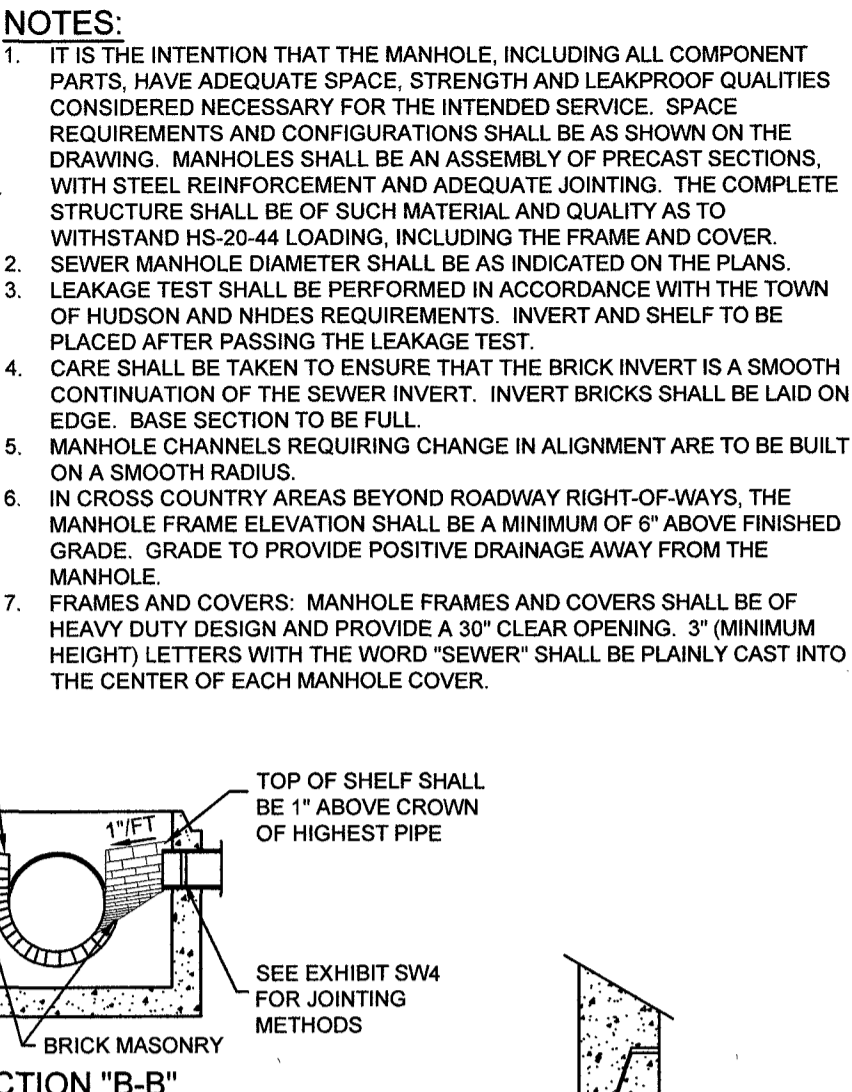 NOTES:
1. IT IS THE INTENTION THAT THE MANHOLE, INCLUDING ALL COMPONENT
PARTS, HAVE ADEQUATE SPACE, STRENGTH AND LEAKPROOF QUALITIES
CONSIDERED NECESSARY FOR THE INTENDED SERVICE. SPACE
REQUIREMENTS AND CONFIGURATIONS SHALL BE AS SHOWN ON THE
DRAWING. MANHOLES SHALL BE AN ASSEMBLY OF PRECAST SECTIONS,
WITH STEEL REINFORCEMENT AND ADEQUATE JOINTING. THE COMPLETE
STRUCTURE SHALL BE OF SUCH MATERIAL AND QUALITY AS TO
WITHSTAND HS-20-44 LOADING, INCLUDING THE FRAME AND COVER.
2. SEWER MANHOLE DIAMETER SHALL BE AS INDICATED ON THE PLANS.
3. LEAKAGE TEST SHALL BE PERFORMED IN ACCORDANCE WITH THE TOWN
OF HUDSON AND NHDES REQUIREMENTS. INVERT AND SHELF TO BE
PLACED AFTER PASSING THE LEAKAGE TEST.
4. CARE SHALL BE TAKEN TO ENSURE THAT THE BRICK INVERT IS A SMOOTH
CONTINUATION OF THE SEWER INVERT. INVERT BRICKS SHALL BE LAID ON
EDGE. BASE SECTION TO BE FULL.
5. MANHOLE CHANNELS REQUIRING CHANGE IN ALIGNMENT ARE TO BE BUILT
ON A SMOOTH RADIUS.
6. IN CROSS COUNTRY AREAS BEYOND ROADWAY RIGHT-OF-WAYS, THE
MANHOLE FRAME ELEVATION SHALL BE A MINIMUM OF 6" ABOVE FINISHED
GRADE. GRADE TO PROVIDE POSITIVE DRAINAGE AWAY FROM THE
MANHOLE.
7. FRAMES AND COVERS: MANHOLE FRAMES AND COVERS SHALL BE OF
HEAVY DUTY DESIGN AND PROVIDE A 30" CLEAR OPENING. 3" (MINIMUM
HEIGHT) LETTERS WITH THE WORD "SEWER" SHALL BE PLAINLY CAST INTO
THE CENTER OF EACH MANHOLE COVER.
TOP OF SHELF SHALL
BE 1" ABOVE CROWN
OF HIGHEST PIPE
1"/FT
SEE EXHIBIT SW4
FOR JOINTING
METHODS
BRICK MASONRY
CTION "B-B"